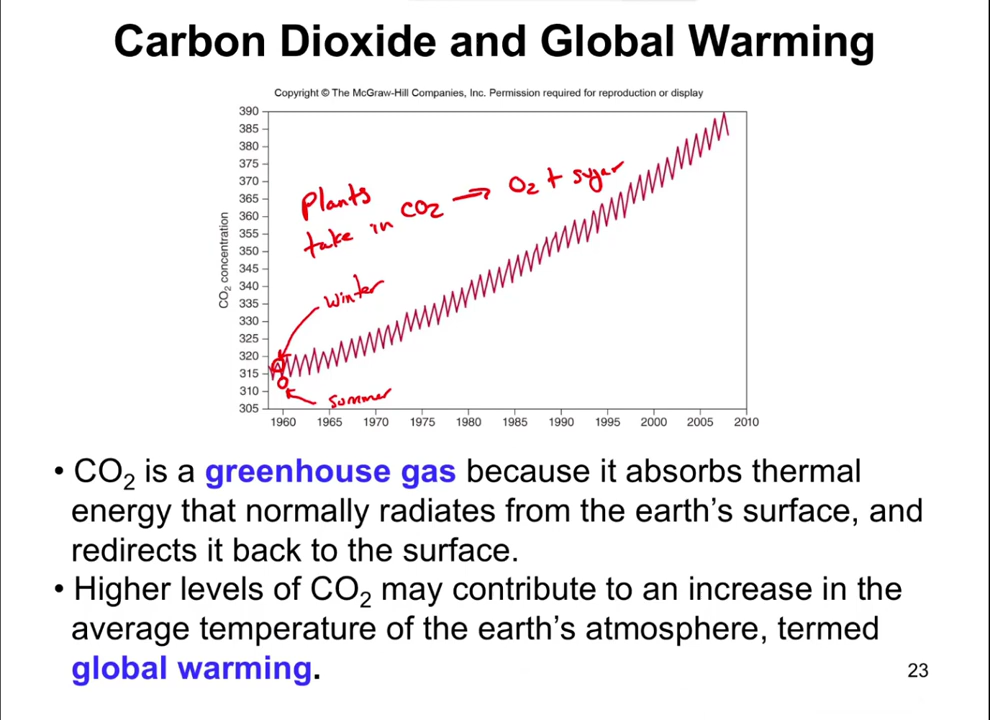 Carbon Dioxide and Global Warming
Copyright © The McGraw-Hill Companies, Inc. Permission required for reproduction or display
390
385
380
375
370
365
360
355
350
345
340
335
330
325
320
315
310
305
CO₂ concentration
Plants
take in CO2 → O2 + sugar
winter
summer
1960 1965 1970 1975 1980 1985 1990 1995 2000 2005 2010
• CO₂ is a greenhouse gas because it absorbs thermal
energy that normally radiates from the earth's surface, and
redirects it back to the surface.
• Higher levels of CO₂ may contribute to an increase in the
average temperature of the earth's atmosphere, termed
global warming.
23